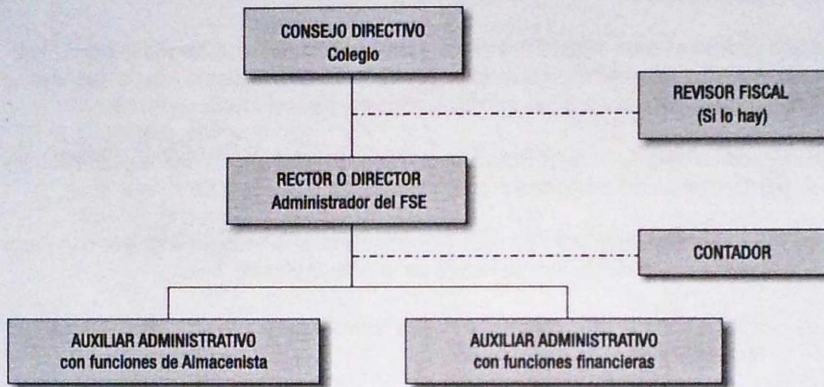 CONSEJO DIRECTIVO
Colegio
REVISOR FISCAL
(Si lo hay)
RECTOR O DIRECTOR
Administrador del FSE
CONTADOR
AUXILIAR ADMINISTRATIVO
con funciones de Almacenista
AUXILIAR ADMINISTRATIVO
con funciones financieras